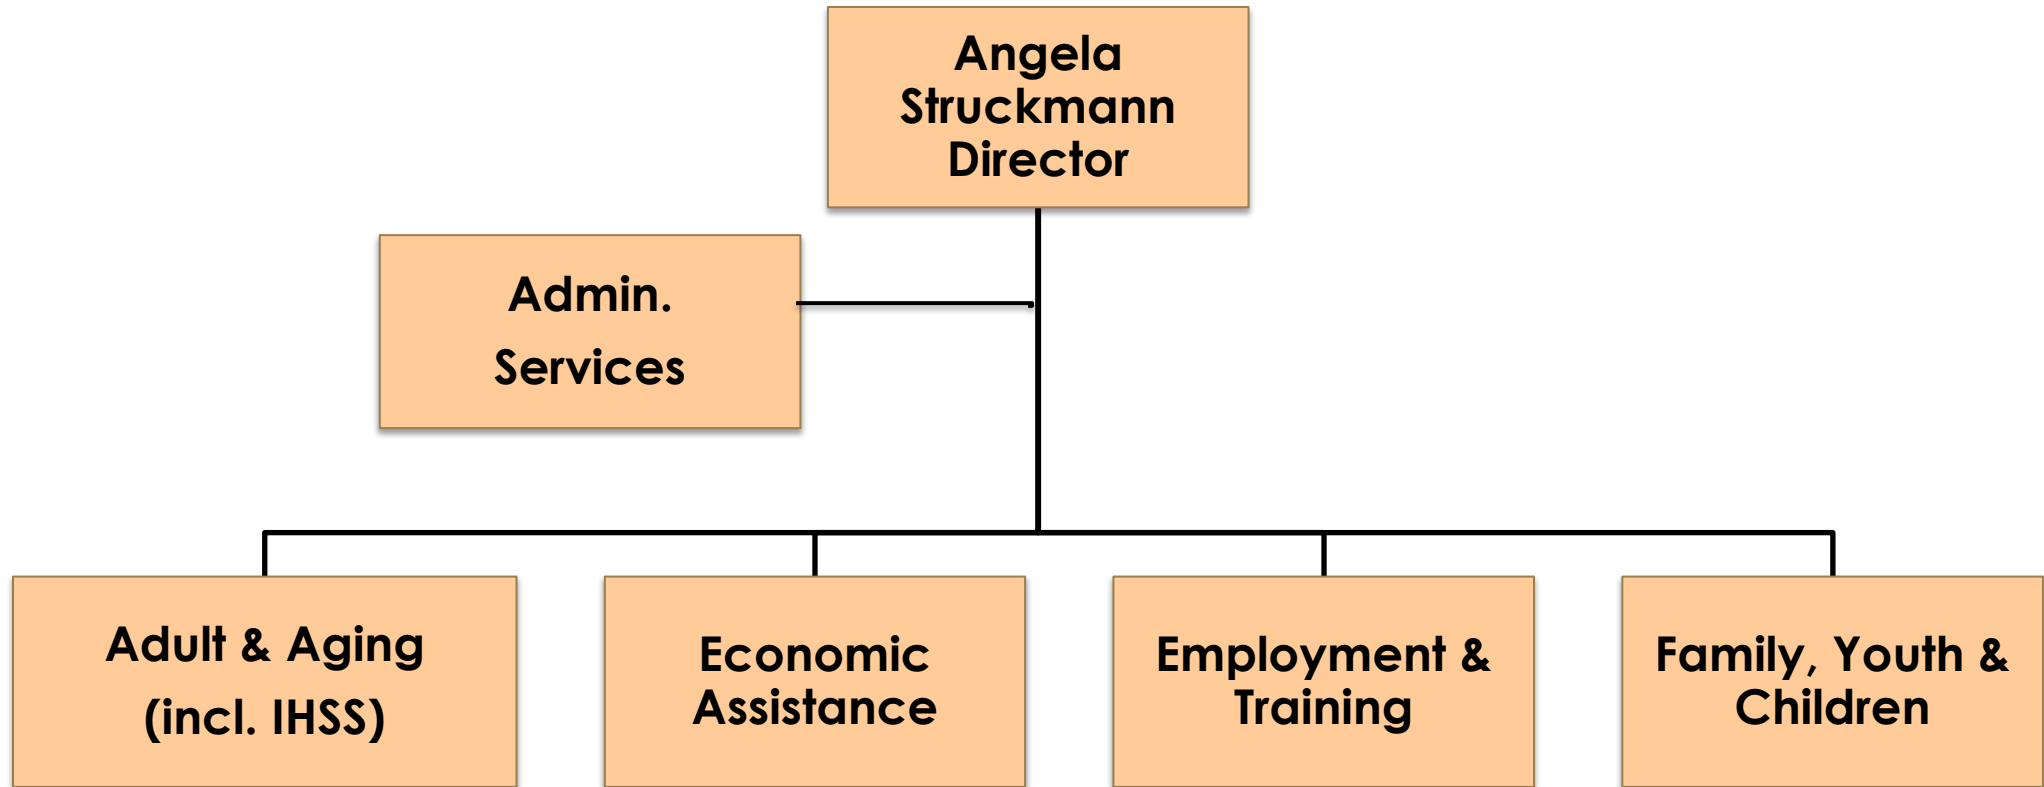 Angela
Struckmann
Director
Admin.
Services
Adult & Aging
(incl. IHSS)
Economic
Assistance
Employment &
Training
Family, Youth &
Children